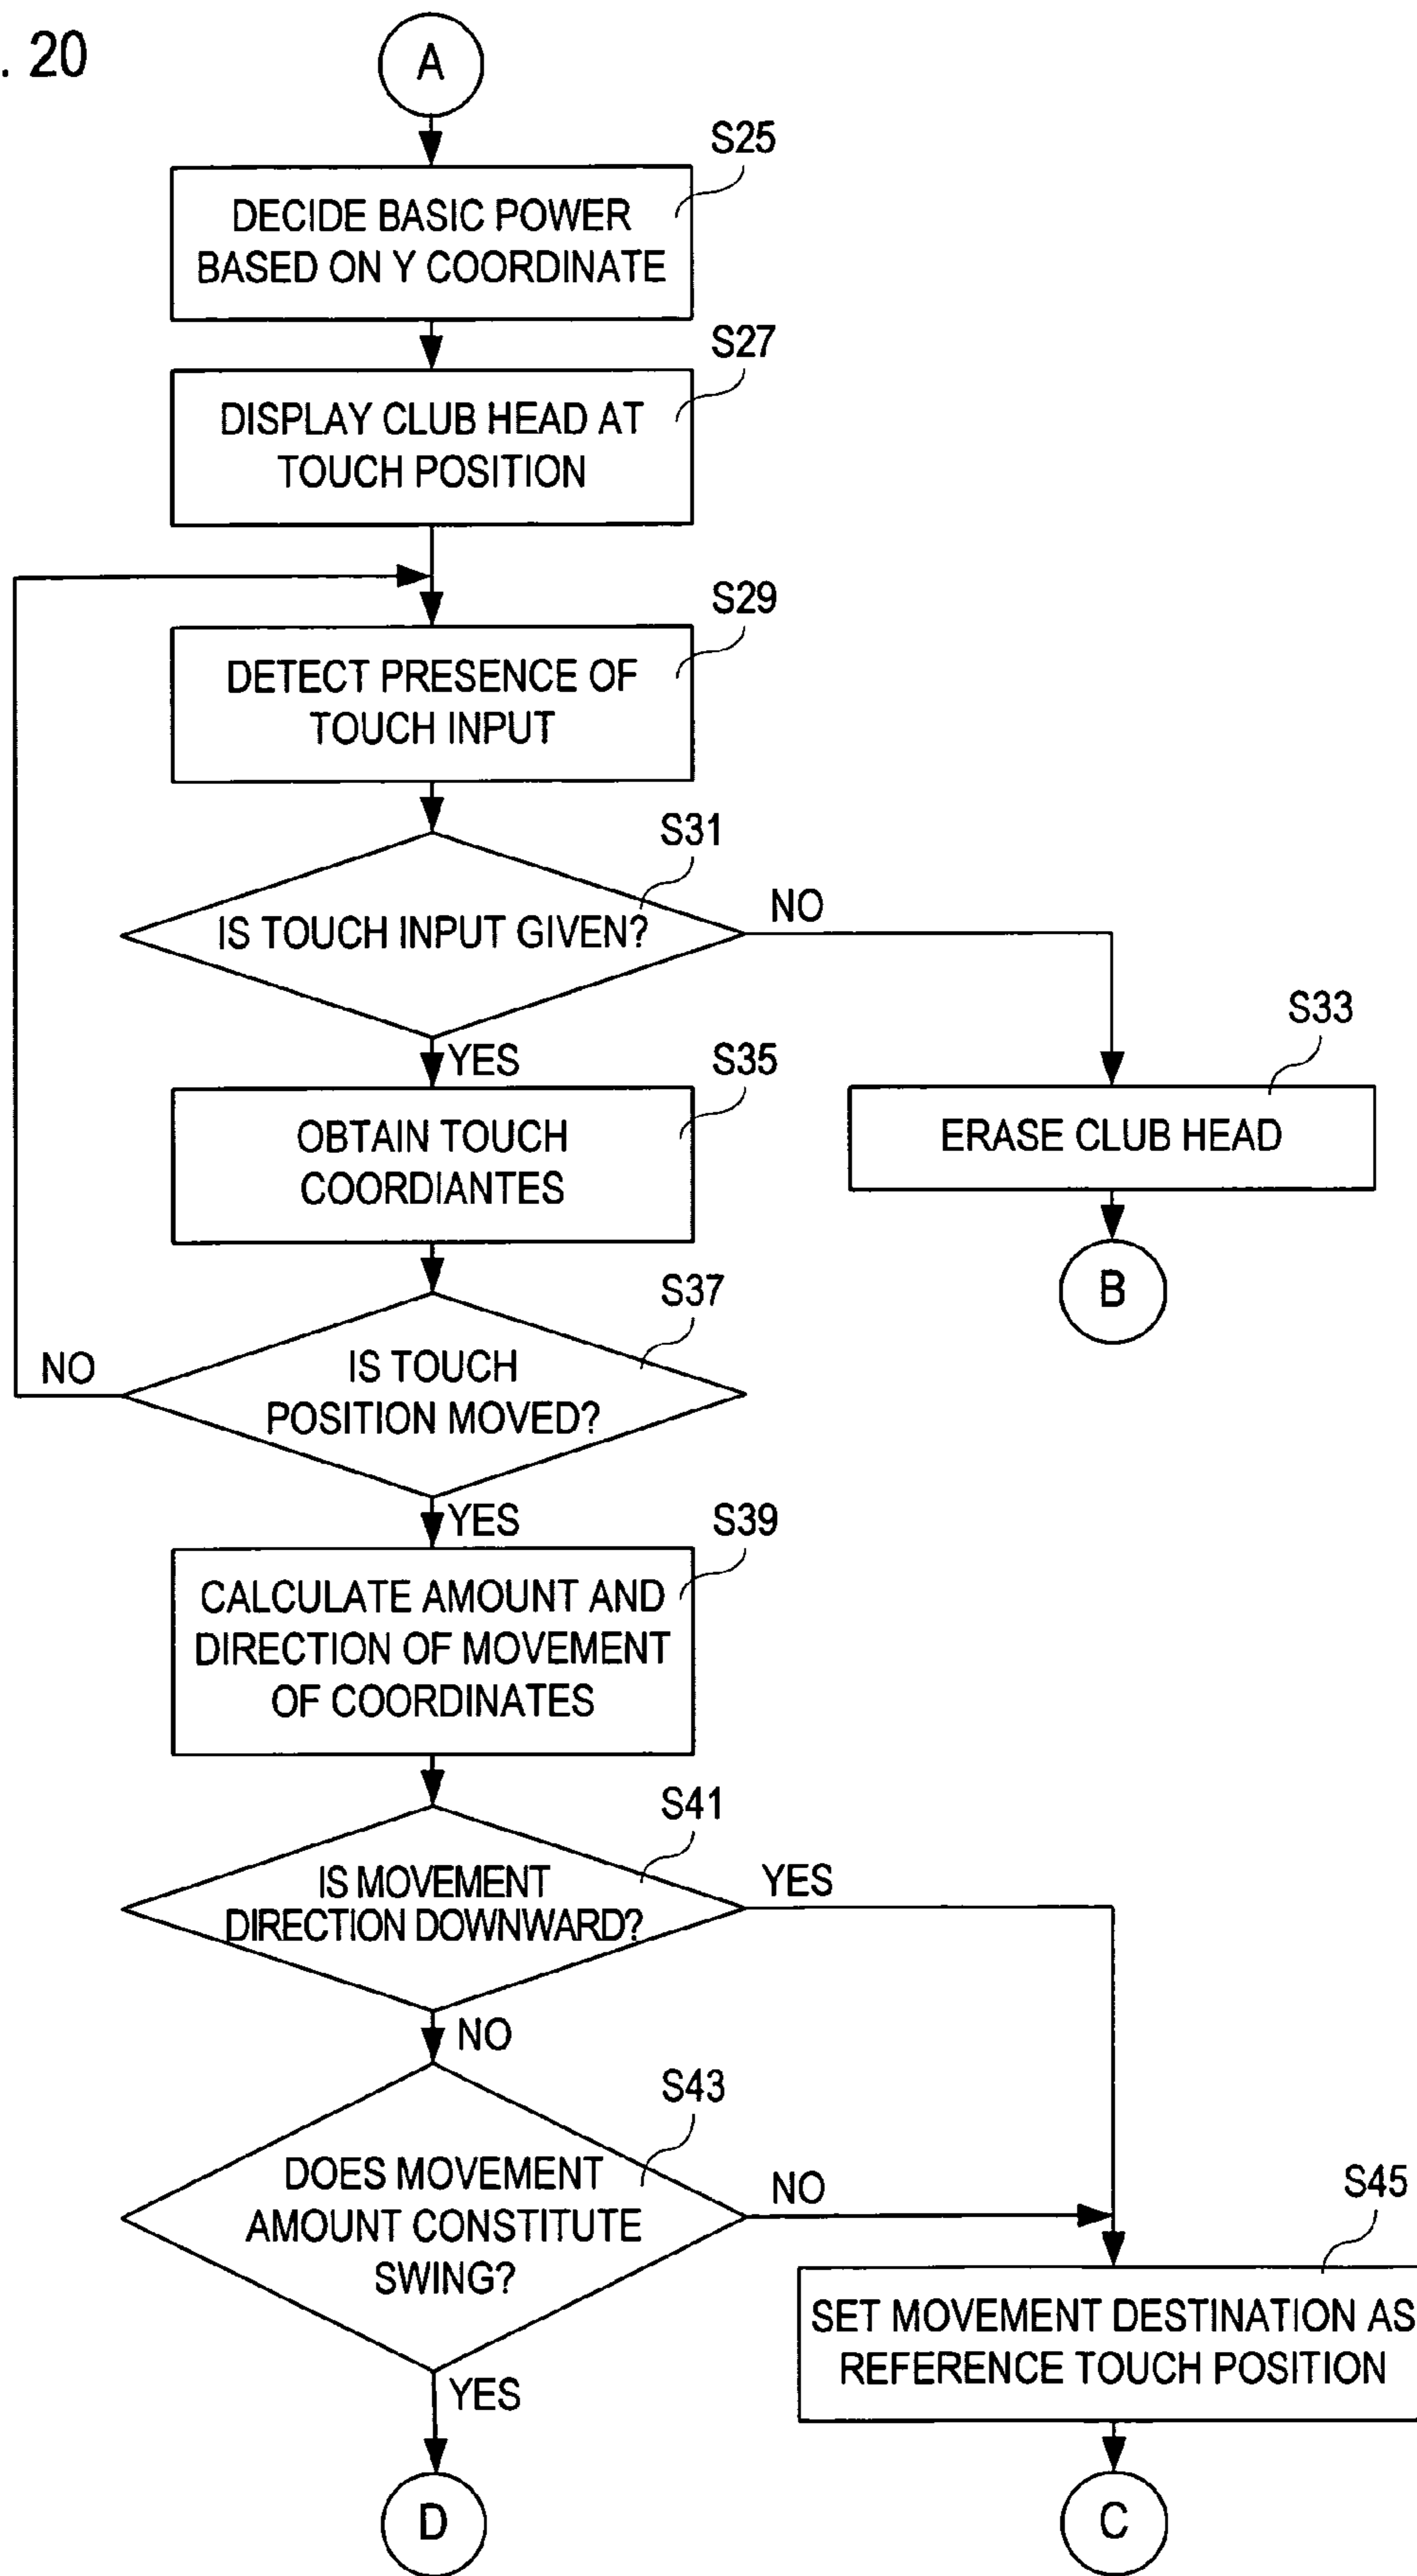 . 20
A
S25
DECIDE BASIC POWER
BASED ON Y COORDINATE
S27
DISPLAY CLUB HEAD AT
TOUCH POSITION
S29
DETECT PRESENCE OF
TOUCH INPUT
S31
IS TOUCH INPUT GIVEN?
NO
YES
S33
ERASE CLUB HEAD
B
S35
OBTAIN TOUCH
COORDIANTES
S37
IS TOUCH
POSITION MOVED?
NO
YES
S39
CALCULATE AMOUNT AND
DIRECTION OF MOVEMENT
OF COORDINATES
S41
IS MOVEMENT
DIRECTION DOWNWARD?
YES
NO
S43
DOES MOVEMENT
AMOUNT CONSTITUTE
SWING?
NO
YES
S45
SET MOVEMENT DESTINATION AS
REFERENCE TOUCH POSITION
D
C